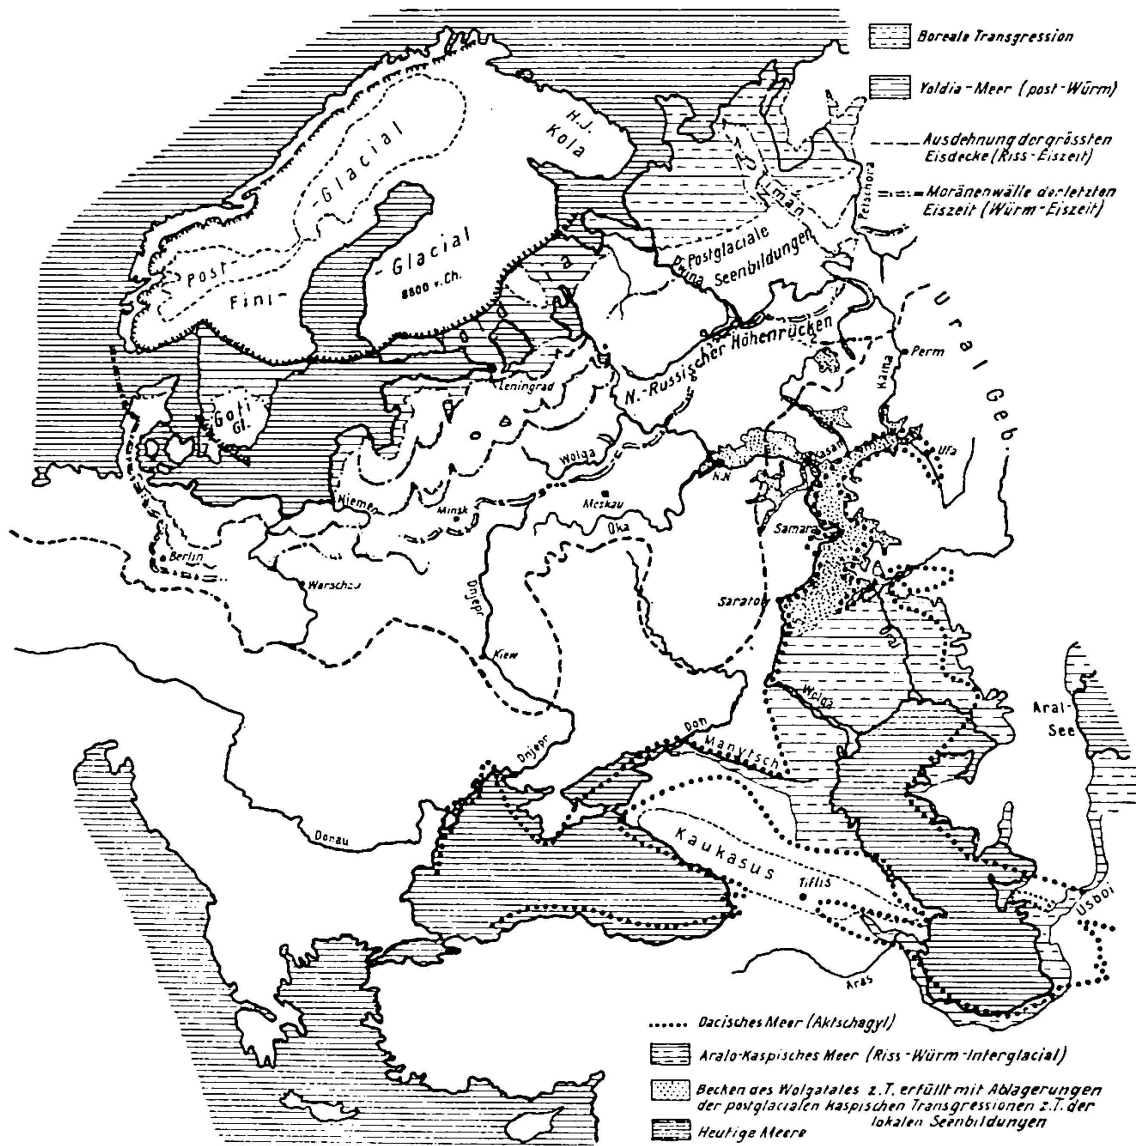 Boreale Transgression
Yoldia-Meer (post-Würm)
Ausdehnung der grössten
Eisdecke (Riss-Eiszeit)
Moränenwälle der letzten
Eiszeit (Würm-Eiszeit)
H.J.
Kola
Glacial
Post
Fini-
-Glacial
8800 v. Ch.
Timan
Petschora
Dwina
Postglaciale
Seenbildungen
Ural Geb.
N.-Russischer Höhenrücken
Perm
Kama
Leningrad
Goti
Gl.
Wolga
Kasan
Ufa
N.N
Niemen
Minsk
Moskau
Oka
Samara
Berlin
Warschau
Dnjepr
Saratow
Kiew
Ural
Wolga
Aral-
See
Don
Manytsch
Dnjepr
Donau
Kaukasus
Tiflis
Usboi
Aras
Dacisches Meer (Aktschagyl)
Aralo-Kaspisches Meer (Riss-Würm-Interglacial)
Becken des Wolgatales z.T. erfüllt mit Ablagerungen
der postglacialen kaspischen Transgressionen z.T. der
lokalen Seenbildungen
Heutige Meere